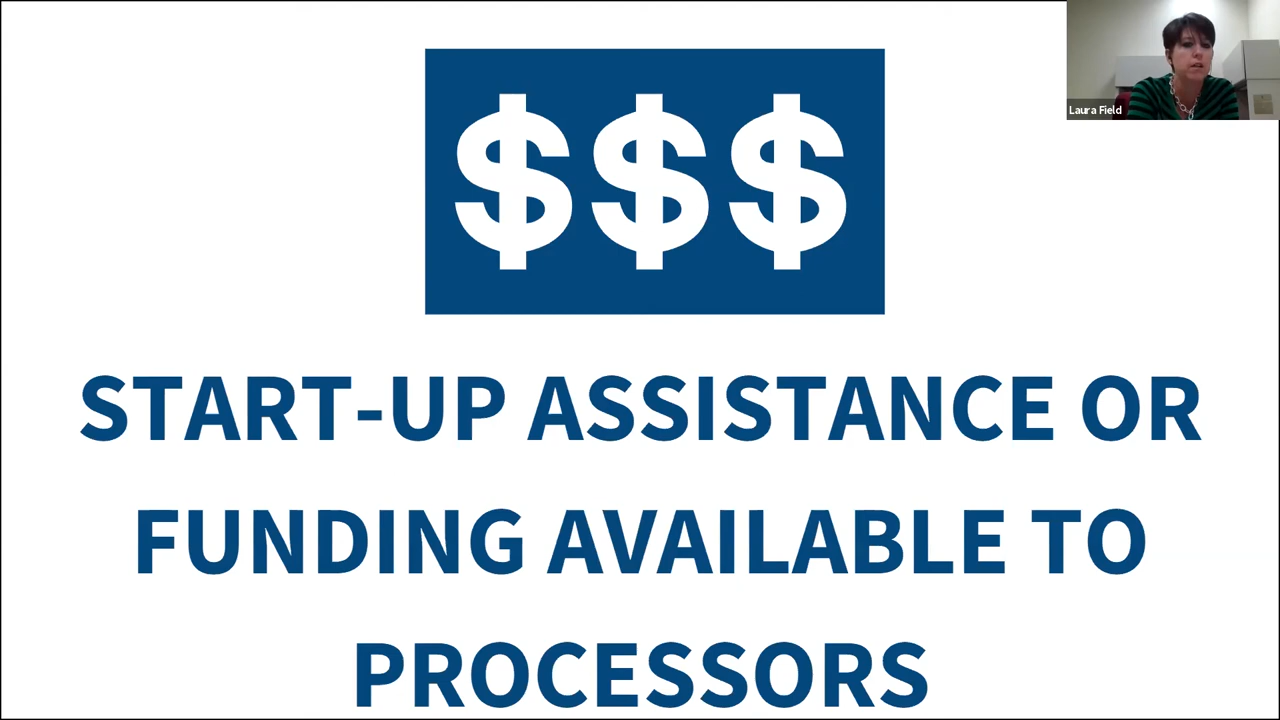 $$$
Laura Field
START-UP ASSISTANCE OR
FUNDING AVAILABLE TO
PROCESSORS